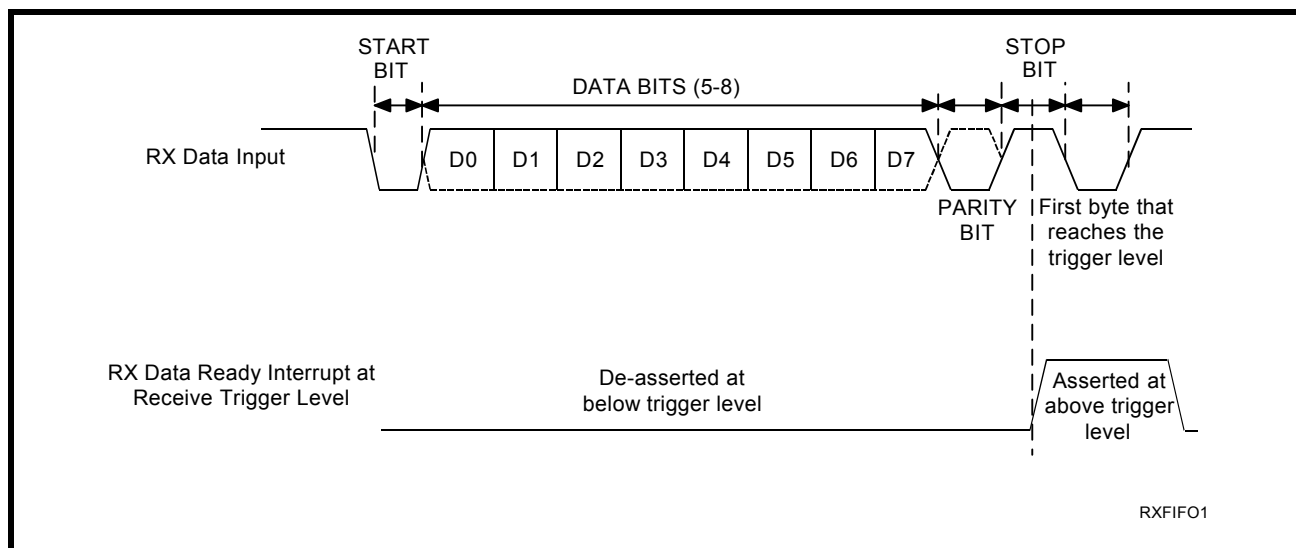 START
BIT
STOP
BIT
DATA BITS (5-8)
RX Data Input
D0 D1 D2 D3 D4 D5 D6 D7
PARITY
BIT
First byte that
reaches the
trigger level
RX Data Ready Interrupt at
Receive Trigger Level
De-asserted at
below trigger level
Asserted at
above trigger
level
RXFIFO1